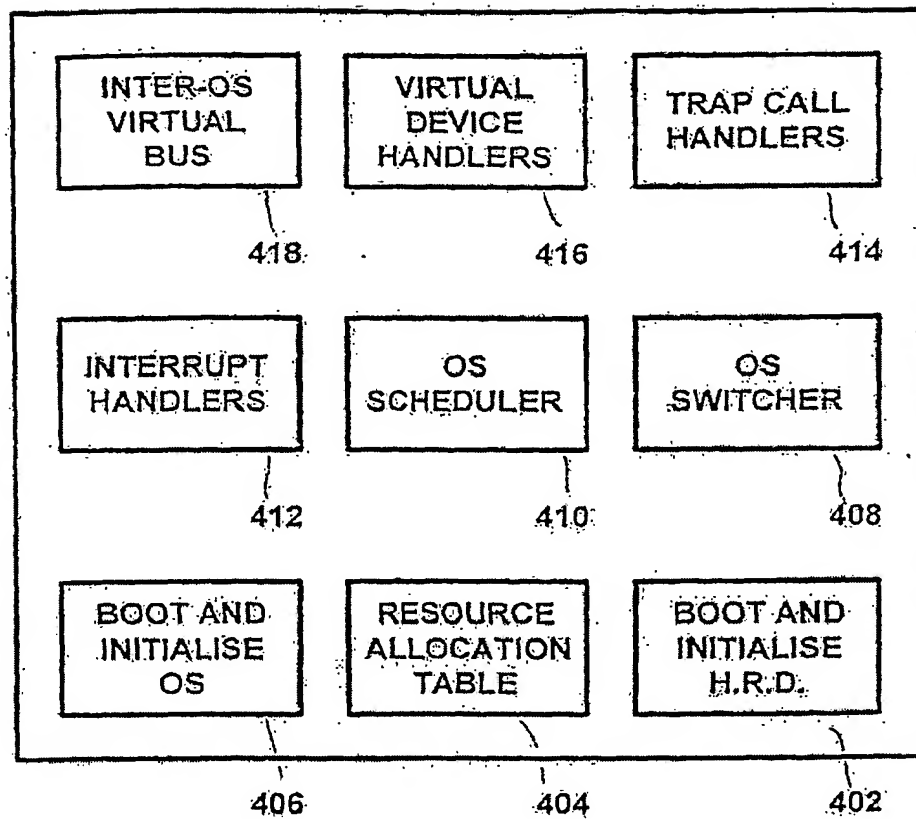 INTER-OS
VIRTUAL
BUS
418
VIRTUAL
DEVICE
HANDLERS
416
TRAP CALL
HANDLERS
414
INTERRUPT
HANDLERS
412
OS
SCHEDULER
410
OS
SWITCHER
408
BOOT AND
INITIALISE
OS
406
RESOURCE
ALLOCATION
TABLE
404
BOOT AND
INITIALISE
H.R.D.
402